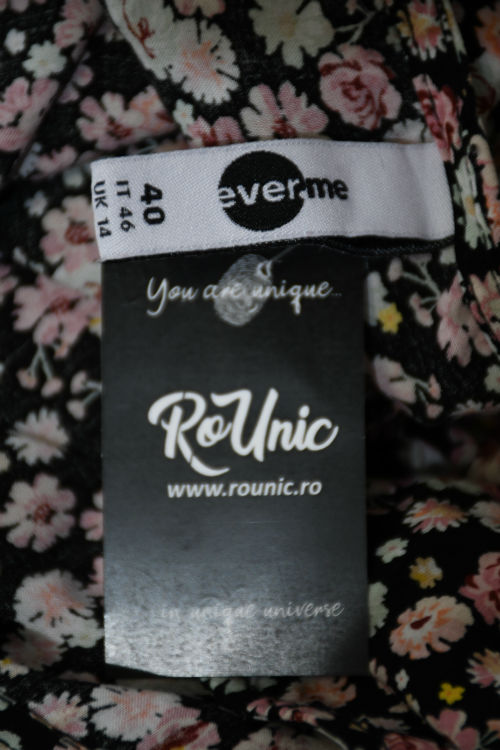 ever.me
40
IT 46
UK 14
You are unique...
RoUnic
www.rounic.ro
in unique universe